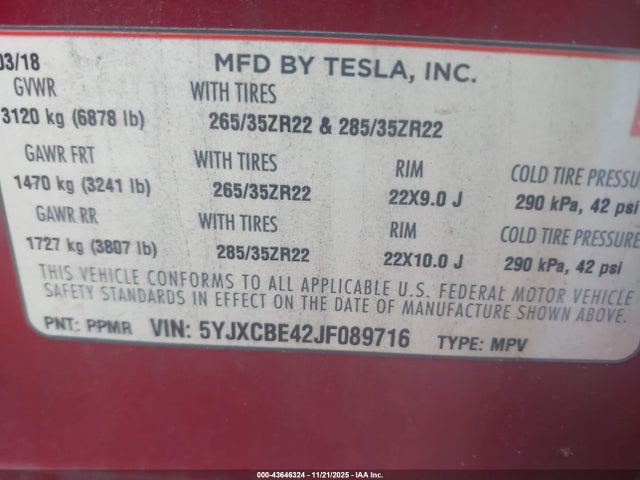 03/18 MFD BY TESLA, INC.
GVWR WITH TIRES
3120 kg (6878 lb) 265/35ZR22 & 285/35ZR22
GAWR FRT WITH TIRES RIM COLD TIRE PRESSU
1470 kg (3241 lb) 265/35ZR22 22X9.0 J 290 kPa, 42 psi
GAWR RR WITH TIRES RIM COLD TIRE PRESSURE
1727 kg (3807 lb) 285/35ZR22 22X10.0 J 290 kPa, 42 psi
THIS VEHICLE CONFORMS TO ALL APPLICABLE U.S. FEDERAL MOTOR VEHICLE
SAFETY STANDARDS IN EFFECT ON THE DATE OF MANUFACTURE SHOWN ABOVE.
PNT: PPMR VIN: 5YJXCBE42JF089716 TYPE: MPV
000-43646324 - 11/21/2025 - IAA Inc.